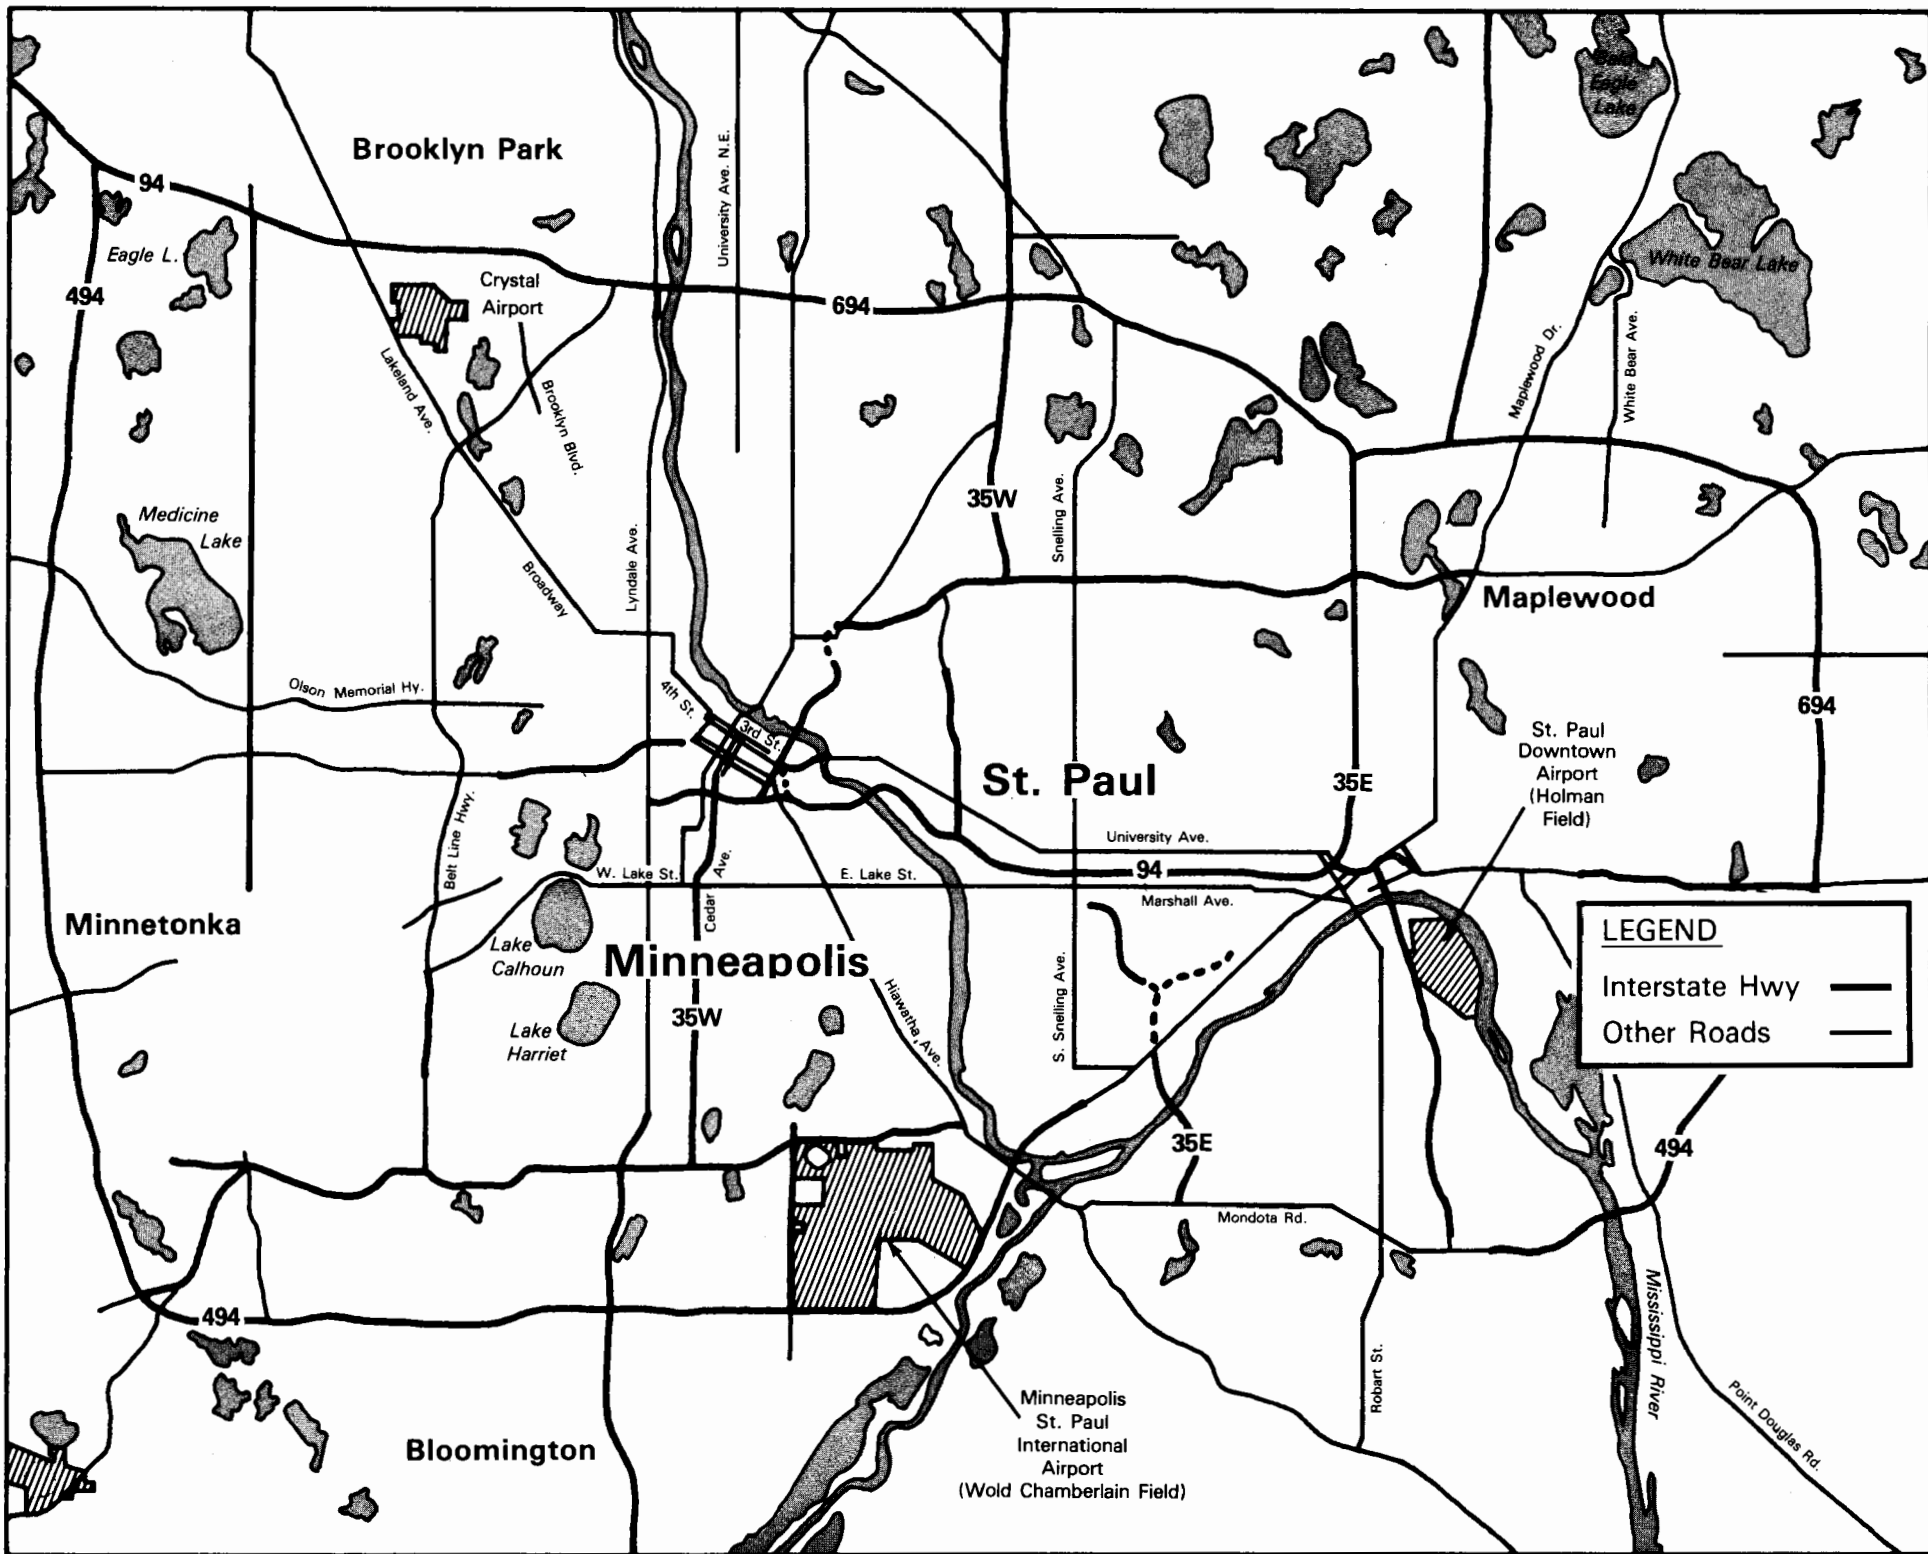 Bald
Eagle
Lake
Brooklyn Park
University Ave. N.E.
94
Eagle L.
White Bear Lake
494
Crystal
Airport
694
Lakeland Ave.
Brooklyn Blvd.
Maplewood Dr.
White Bear Ave.
35W
Snelling Ave.
Medicine
Lake
Lyndale Ave.
Broadway
Maplewood
Olson Memorial Hy.
4th St.
3rd St.
694
St. Paul
Downtown
Airport
(Holman
Field)
St. Paul
35E
Belt Line Hwy.
University Ave.
W. Lake St.
E. Lake St.
94
Marshall Ave.
Cedar Ave.
Minnetonka
Lake
Calhoun
Minneapolis
LEGEND
Interstate Hwy
Other Roads
Hiawatha Ave.
S. Snelling Ave.
35W
Lake
Harriet
35E
494
Mondota Rd.
494
Mississippi River
Robart St.
Point Douglas Rd.
Bloomington
Minneapolis
St. Paul
International
Airport
(Wold Chamberlain Field)